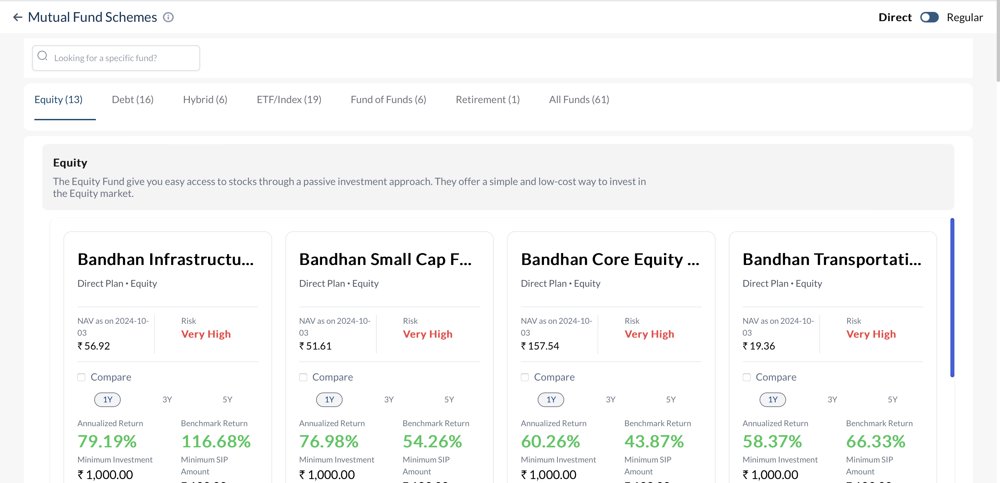 Mutual Fund Schemes
Direct Regular
Looking for a specific fund?
Equity (13) Debt (16) Hybrid (6) ETF/Index (19) Fund of Funds (6) Retirement (1) All Funds (61)
Equity
The Equity Fund give you easy access to stocks through a passive investment approach. They offer a simple and low-cost way to invest in
the Equity market.
Bandhan Infrastructu...
Direct Plan • Equity
NAV as on 2024-10-
03
₹ 56.92
Risk
Very High
Compare
1Y 3Y 5Y
Annualized Return
79.19%
Benchmark Return
116.68%
Minimum Investment
₹ 1,000.00
Minimum SIP
Amount
Bandhan Small Cap F...
Direct Plan • Equity
NAV as on 2024-10-
03
₹ 51.61
Risk
Very High
Compare
1Y 3Y 5Y
Annualized Return
76.98%
Benchmark Return
54.26%
Minimum Investment
₹ 1,000.00
Minimum SIP
Amount
Bandhan Core Equity ...
Direct Plan • Equity
NAV as on 2024-10-
03
₹ 157.54
Risk
Very High
Compare
1Y 3Y 5Y
Annualized Return
60.26%
Benchmark Return
43.87%
Minimum Investment
₹ 1,000.00
Minimum SIP
Amount
Bandhan Transportati...
Direct Plan • Equity
NAV as on 2024-10-
03
₹ 19.36
Risk
Very High
Compare
1Y 3Y 5Y
Annualized Return
58.37%
Benchmark Return
66.33%
Minimum Investment
₹ 1,000.00
Minimum SIP
Amount